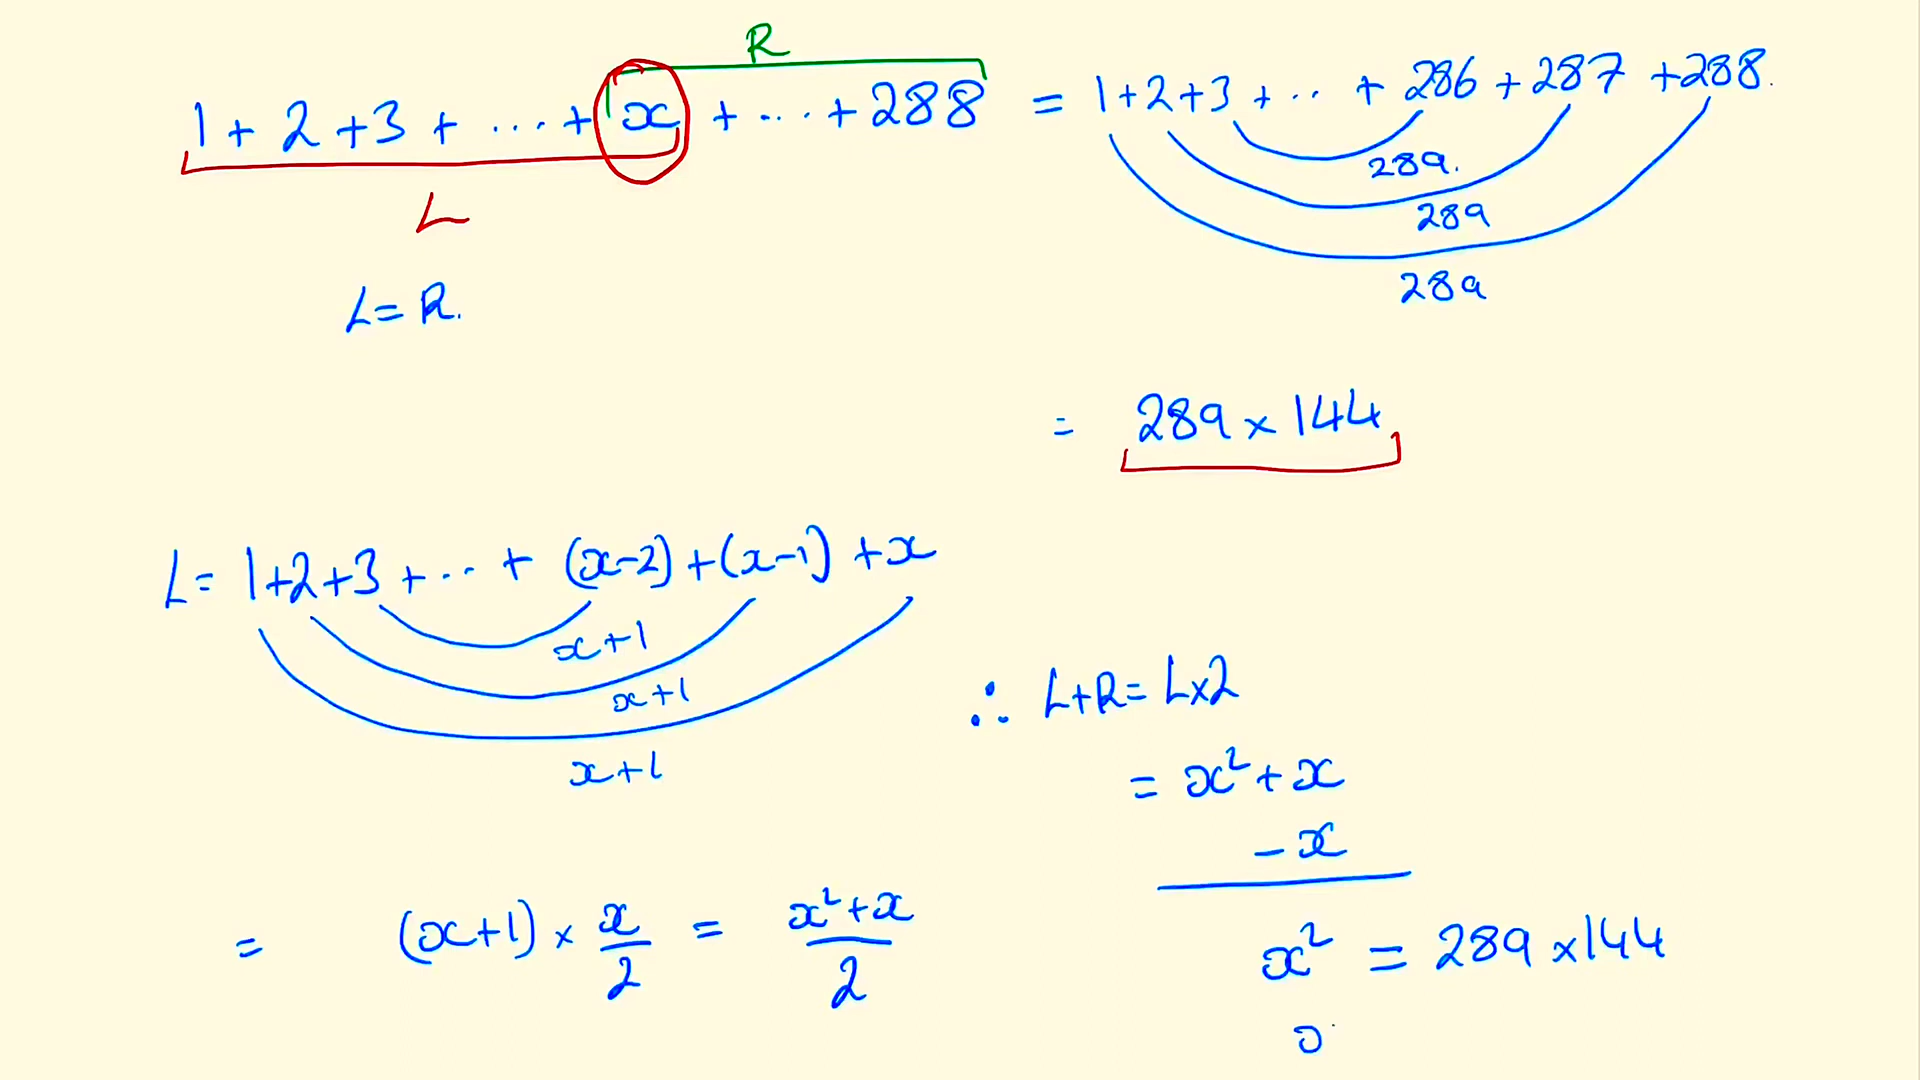 R
1 + 2 + 3 + ... + x + ... + 288 = 1 + 2 + 3 + ... + 286 + 287 + 288.
289.
289
289
L
L = R.
= 289 × 144
L = 1 + 2 + 3 + ... + (x-2) + (x-1) + x
x+1
x+1
x+1
∴ L+R = L×2
= x² + x
- x
= (x+1) × x/2 = x²+x/2
x² = 289 × 144